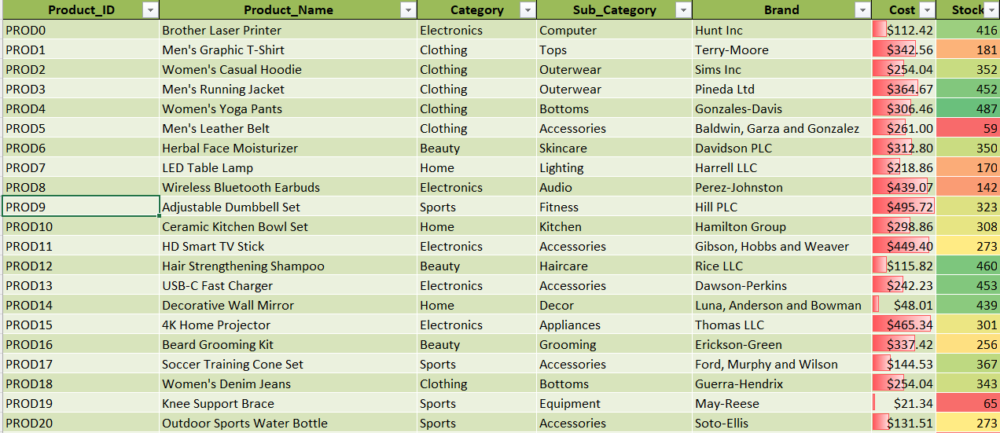 Product_ID Product_Name Category Sub_Category Brand Cost Stock
PROD0 Brother Laser Printer Electronics Computer Hunt Inc $112.42 416
PROD1 Men's Graphic T-Shirt Clothing Tops Terry-Moore $342.56 181
PROD2 Women's Casual Hoodie Clothing Outerwear Sims Inc $254.04 352
PROD3 Men's Running Jacket Clothing Outerwear Pineda Ltd $364.67 452
PROD4 Women's Yoga Pants Clothing Bottoms Gonzales-Davis $306.46 487
PROD5 Men's Leather Belt Clothing Accessories Baldwin, Garza and Gonzalez $261.00 59
PROD6 Herbal Face Moisturizer Beauty Skincare Davidson PLC $312.80 350
PROD7 LED Table Lamp Home Lighting Harrell LLC $218.86 170
PROD8 Wireless Bluetooth Earbuds Electronics Audio Perez-Johnston $439.07 142
PROD9 Adjustable Dumbbell Set Sports Fitness Hill PLC $495.72 323
PROD10 Ceramic Kitchen Bowl Set Home Kitchen Hamilton Group $298.86 308
PROD11 HD Smart TV Stick Electronics Accessories Gibson, Hobbs and Weaver $449.40 273
PROD12 Hair Strengthening Shampoo Beauty Haircare Rice LLC $115.82 460
PROD13 USB-C Fast Charger Electronics Accessories Dawson-Perkins $242.23 453
PROD14 Decorative Wall Mirror Home Decor Luna, Anderson and Bowman $48.01 439
PROD15 4K Home Projector Electronics Appliances Thomas LLC $465.34 301
PROD16 Beard Grooming Kit Beauty Grooming Erickson-Green $337.42 256
PROD17 Soccer Training Cone Set Sports Accessories Ford, Murphy and Wilson $144.53 367
PROD18 Women's Denim Jeans Clothing Bottoms Guerra-Hendrix $254.04 343
PROD19 Knee Support Brace Sports Equipment May-Reese $21.34 65
PROD20 Outdoor Sports Water Bottle Sports Accessories Soto-Ellis $131.51 273